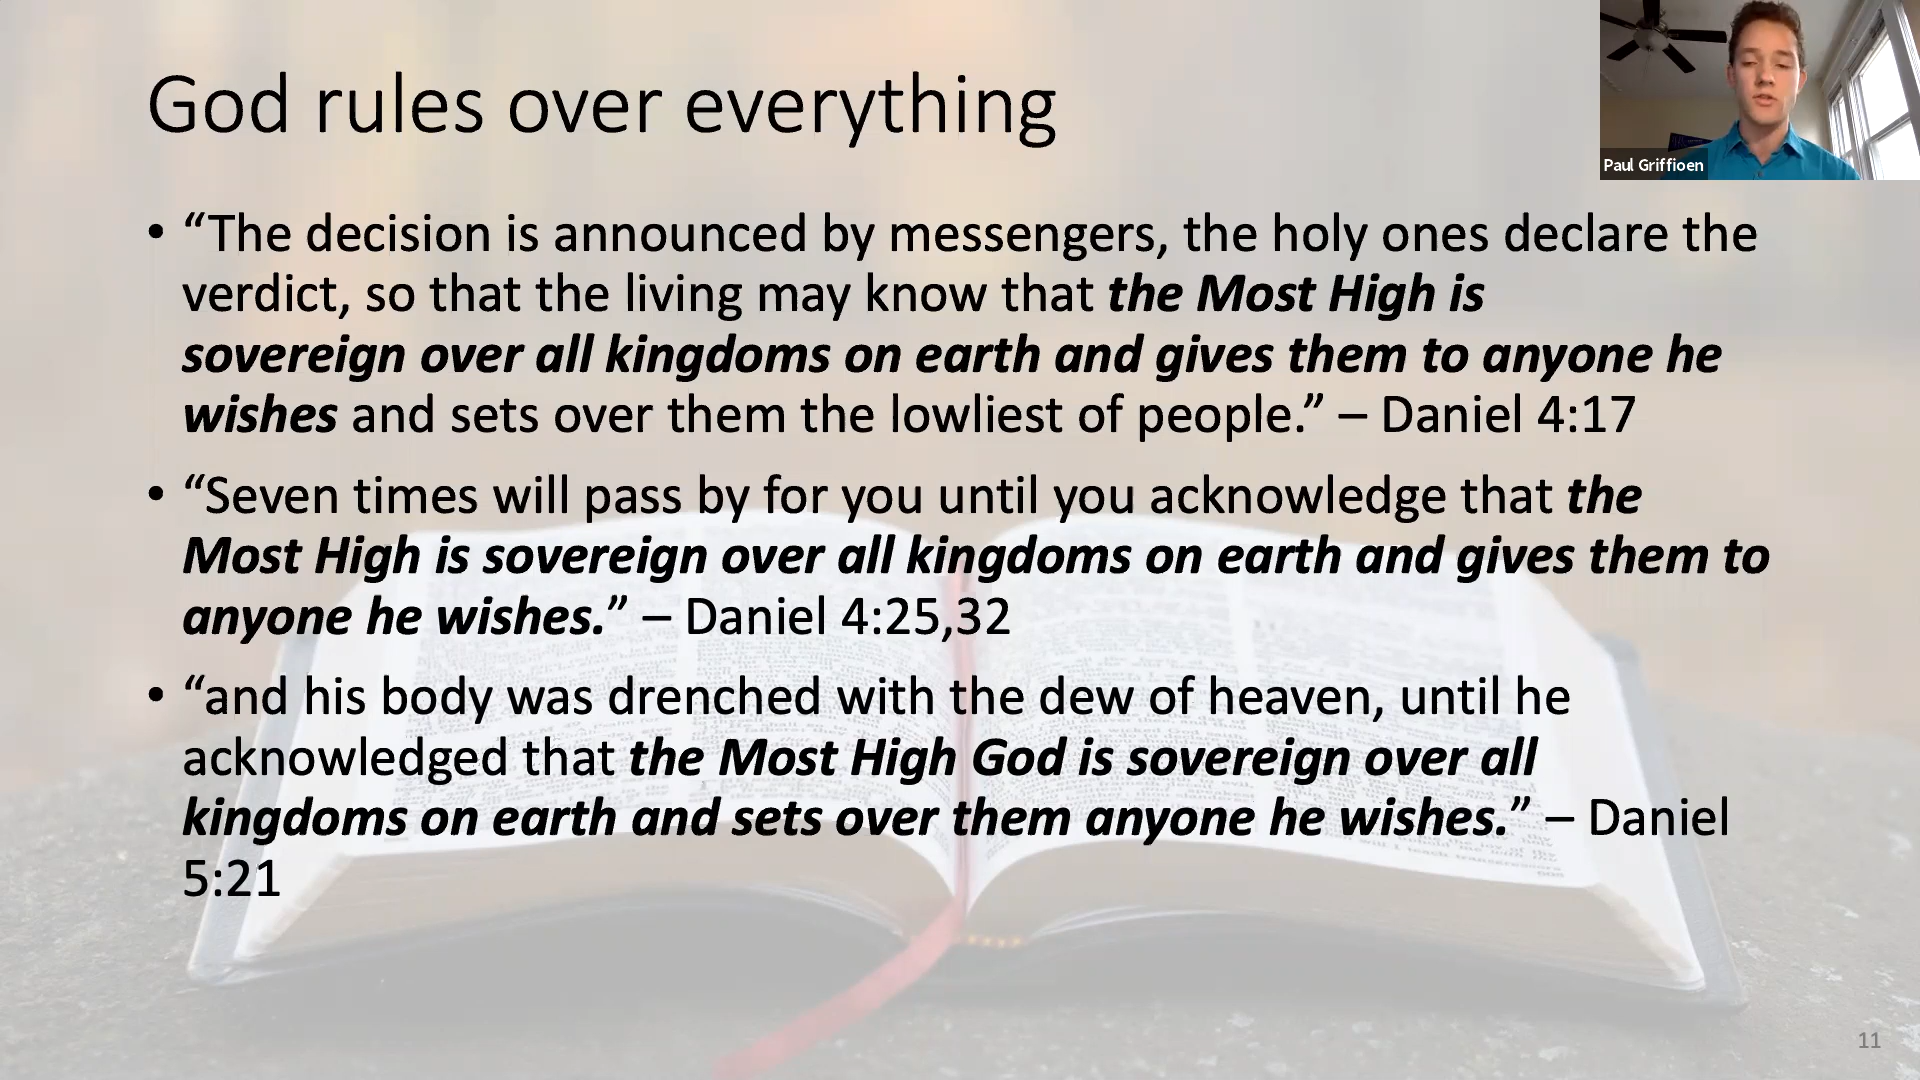 God rules over everything
Paul Griffioen
• “The decision is announced by messengers, the holy ones declare the
verdict, so that the living may know that the Most High is
sovereign over all kingdoms on earth and gives them to anyone he
wishes and sets over them the lowliest of people.” – Daniel 4:17
• “Seven times will pass by for you until you acknowledge that the
Most High is sovereign over all kingdoms on earth and gives them to
anyone he wishes.” – Daniel 4:25,32
• “and his body was drenched with the dew of heaven, until he
acknowledged that the Most High God is sovereign over all
kingdoms on earth and sets over them anyone he wishes.” – Daniel
5:21
11